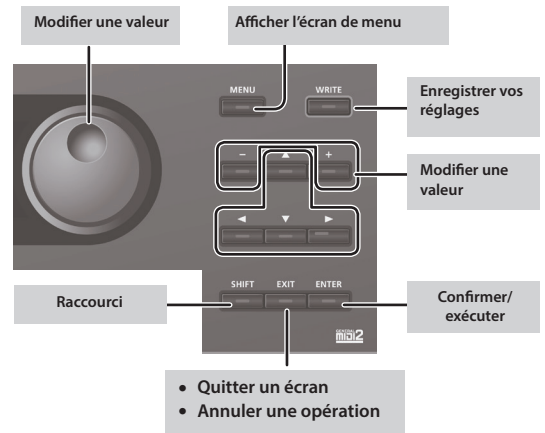 Modifier une valeur
Afficher l'écran de menu
MENU
WRITE
Enregistrer vos
réglages
− ▲ +
Modifier une
valeur
◄ ▼ ►
SHIFT EXIT ENTER
Raccourci
Confirmer/
exécuter
GENERAL
midi2
• Quitter un écran
• Annuler une opération